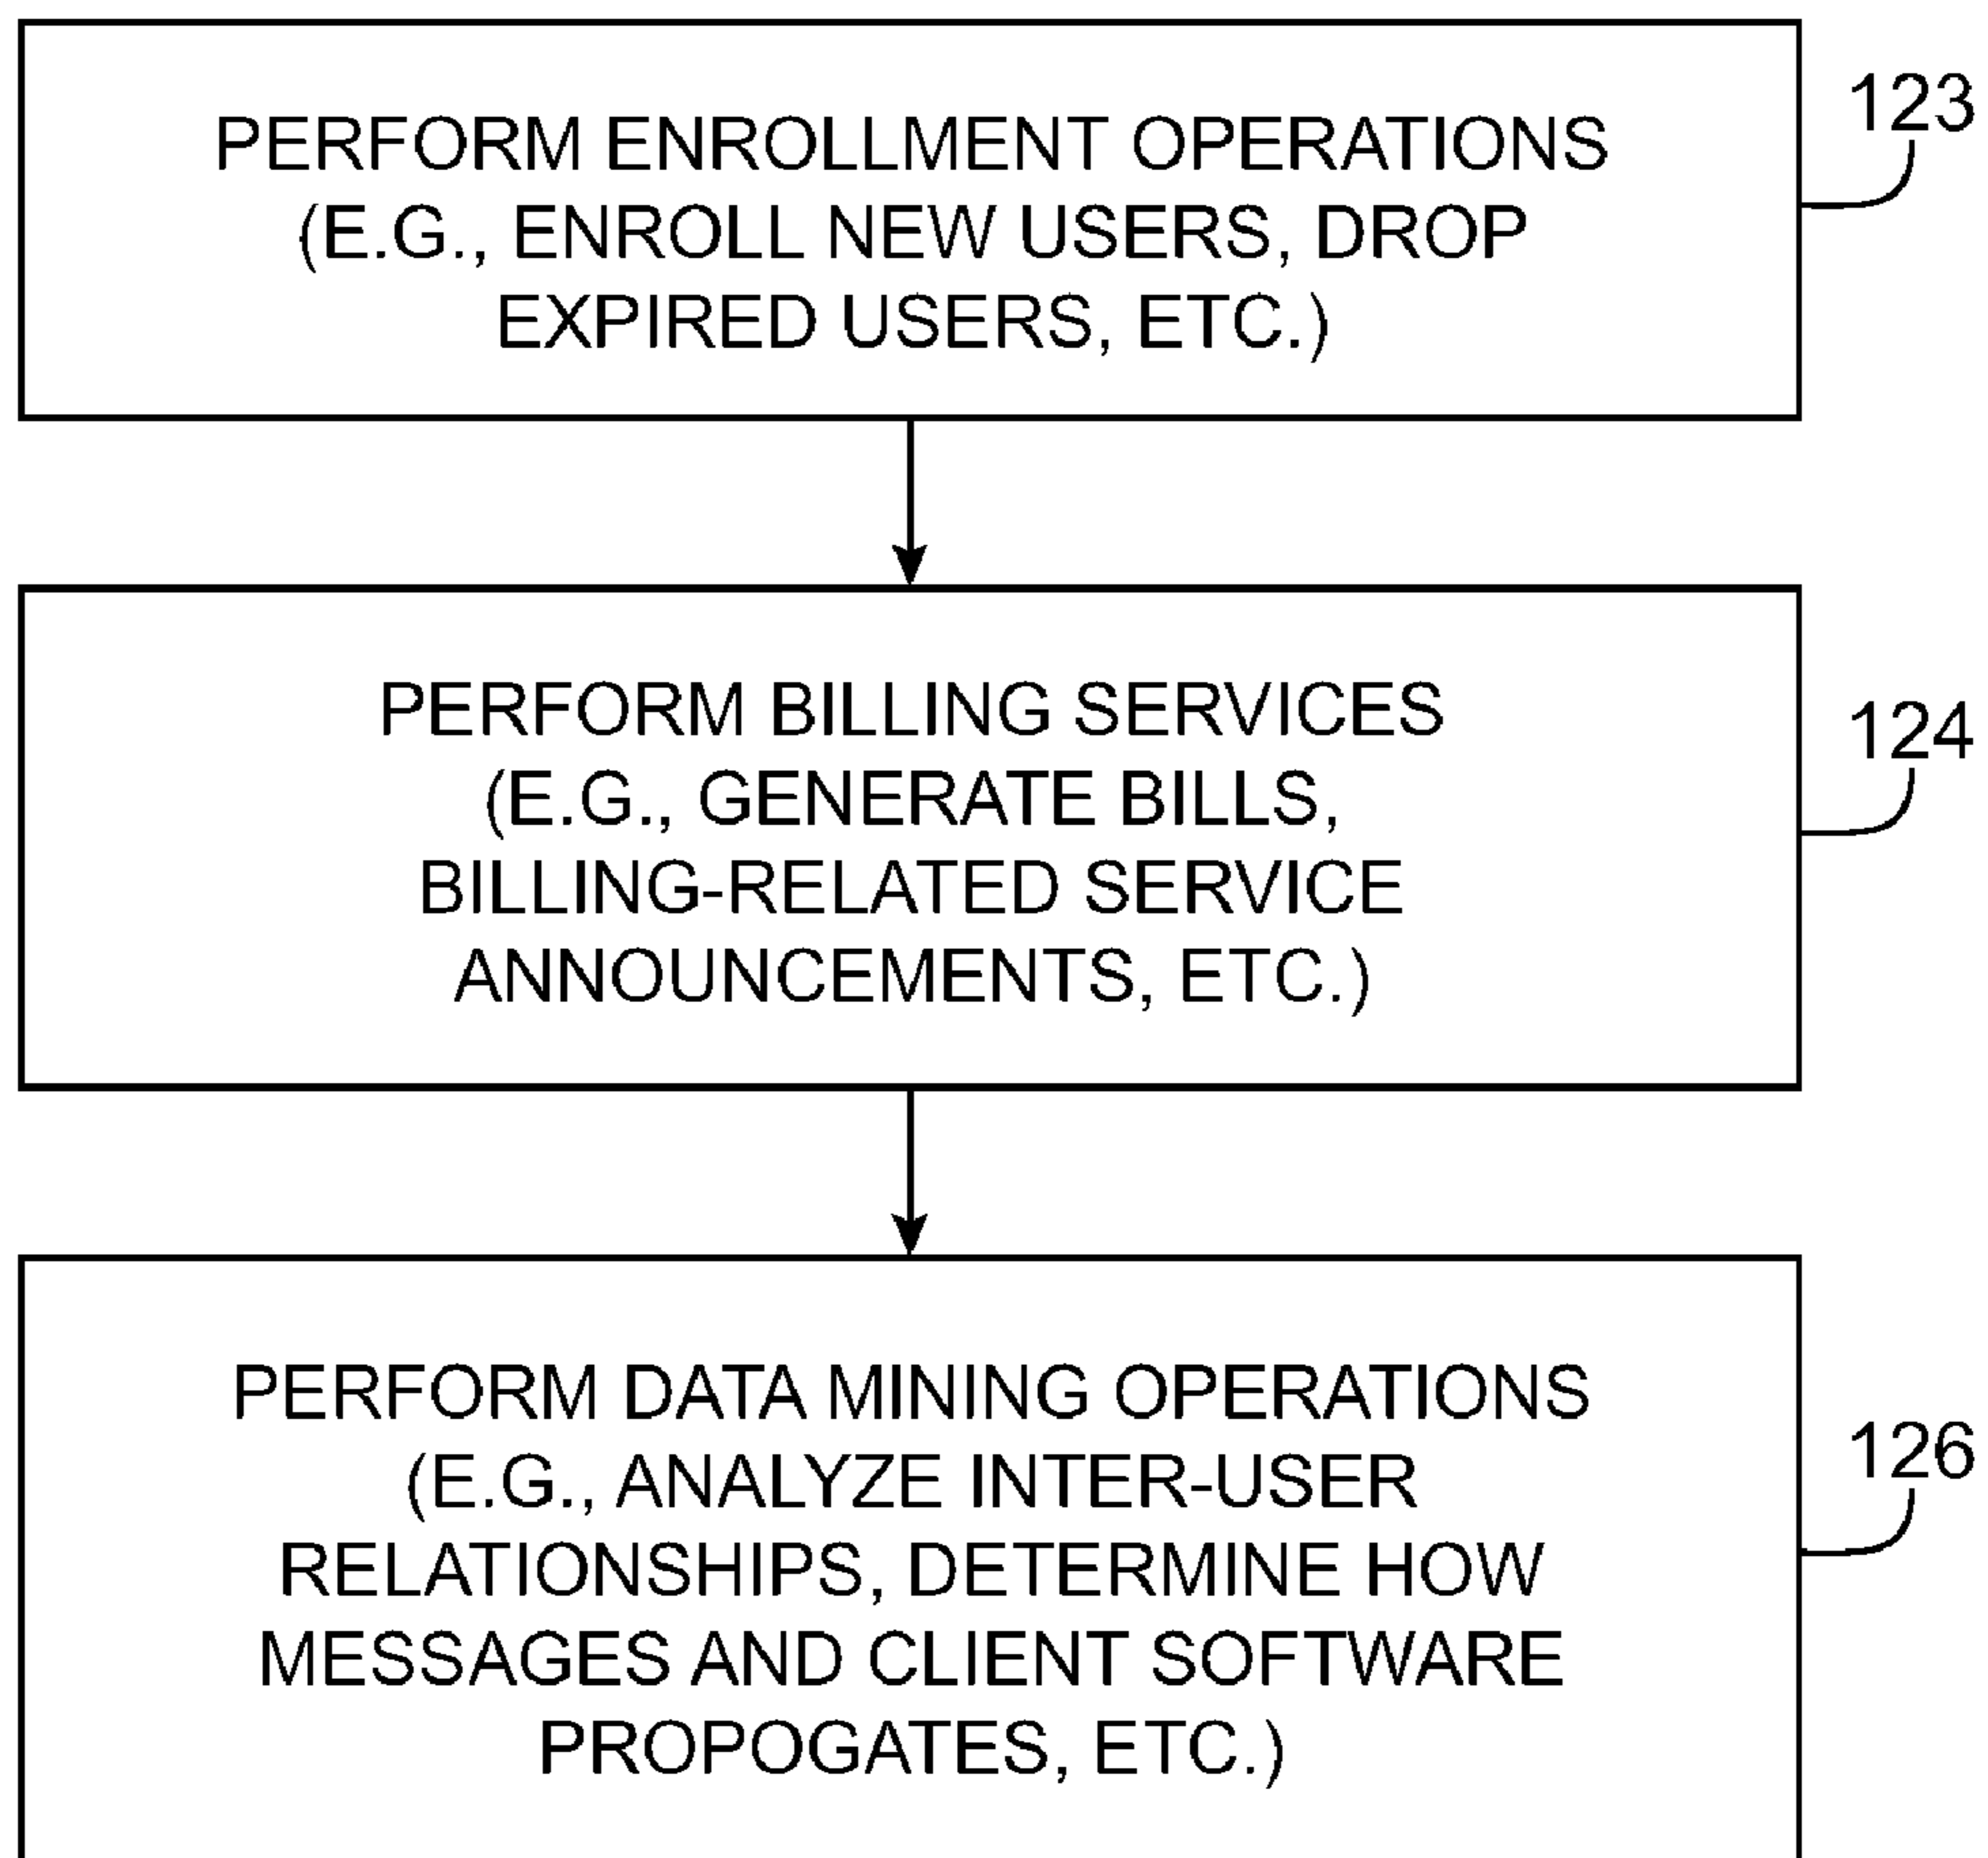 PERFORM ENROLLMENT OPERATIONS
(E.G., ENROLL NEW USERS, DROP
EXPIRED USERS, ETC.)
123
PERFORM BILLING SERVICES
(E.G., GENERATE BILLS,
BILLING-RELATED SERVICE
ANNOUNCEMENTS, ETC.)
124
PERFORM DATA MINING OPERATIONS
(E.G., ANALYZE INTER-USER
RELATIONSHIPS, DETERMINE HOW
MESSAGES AND CLIENT SOFTWARE
PROPOGATES, ETC.)
126